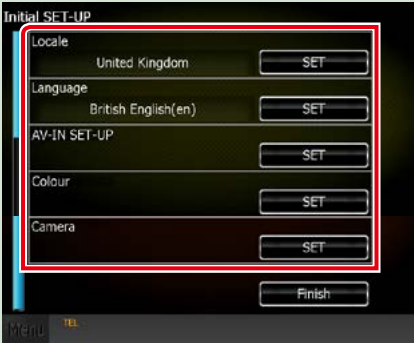 Initial SET-UP
Locale
United Kingdom SET
Language
British English(en) SET
AV-IN SET-UP
SET
Colour
SET
Camera
SET
Finish
Menu TEL